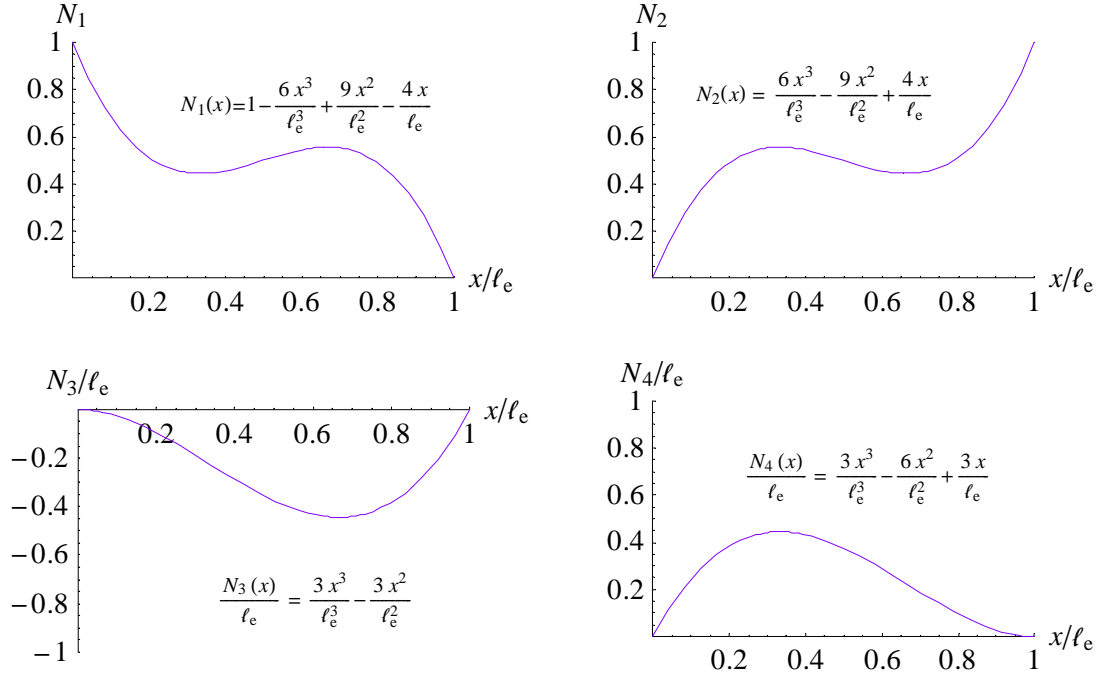 N₁
1
0.8
0.6
0.4
0.2
N₁(x)=1−6x³/ℓₑ³+9x²/ℓₑ²−4x/ℓₑ
0.2 0.4 0.6 0.8 1
x/ℓₑ
N₂
1
0.8
0.6
0.4
0.2
N₂(x) = 6x³/ℓₑ³−9x²/ℓₑ²+4x/ℓₑ
0.2 0.4 0.6 0.8 1
x/ℓₑ
N₃/ℓₑ
x/ℓₑ
0.2 0.4 0.6 0.8 1
−0.2
−0.4
−0.6
−0.8
−1
N₃(x)/ℓₑ = 3x³/ℓₑ³−3x²/ℓₑ²
N₄/ℓₑ
1
0.8
0.6
0.4
0.2
N₄(x)/ℓₑ = 3x³/ℓₑ³−6x²/ℓₑ²+3x/ℓₑ
0.2 0.4 0.6 0.8 1
x/ℓₑ